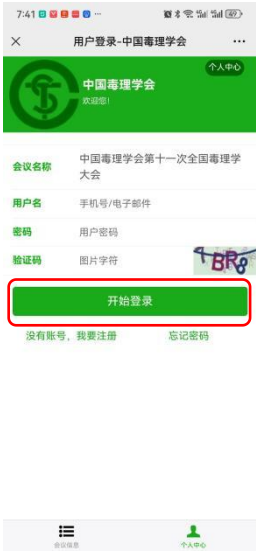 7:41
× 用户登录-中国毒理学会 ...
个人中心
中国毒理学会
欢迎您!
会议名称 中国毒理学会第十一次全国毒理学
大会
用户名 手机号/电子邮件
密码 用户密码
验证码 图片字符 4BR8
开始登录
没有账号，我要注册 忘记密码
会议信息 个人中心